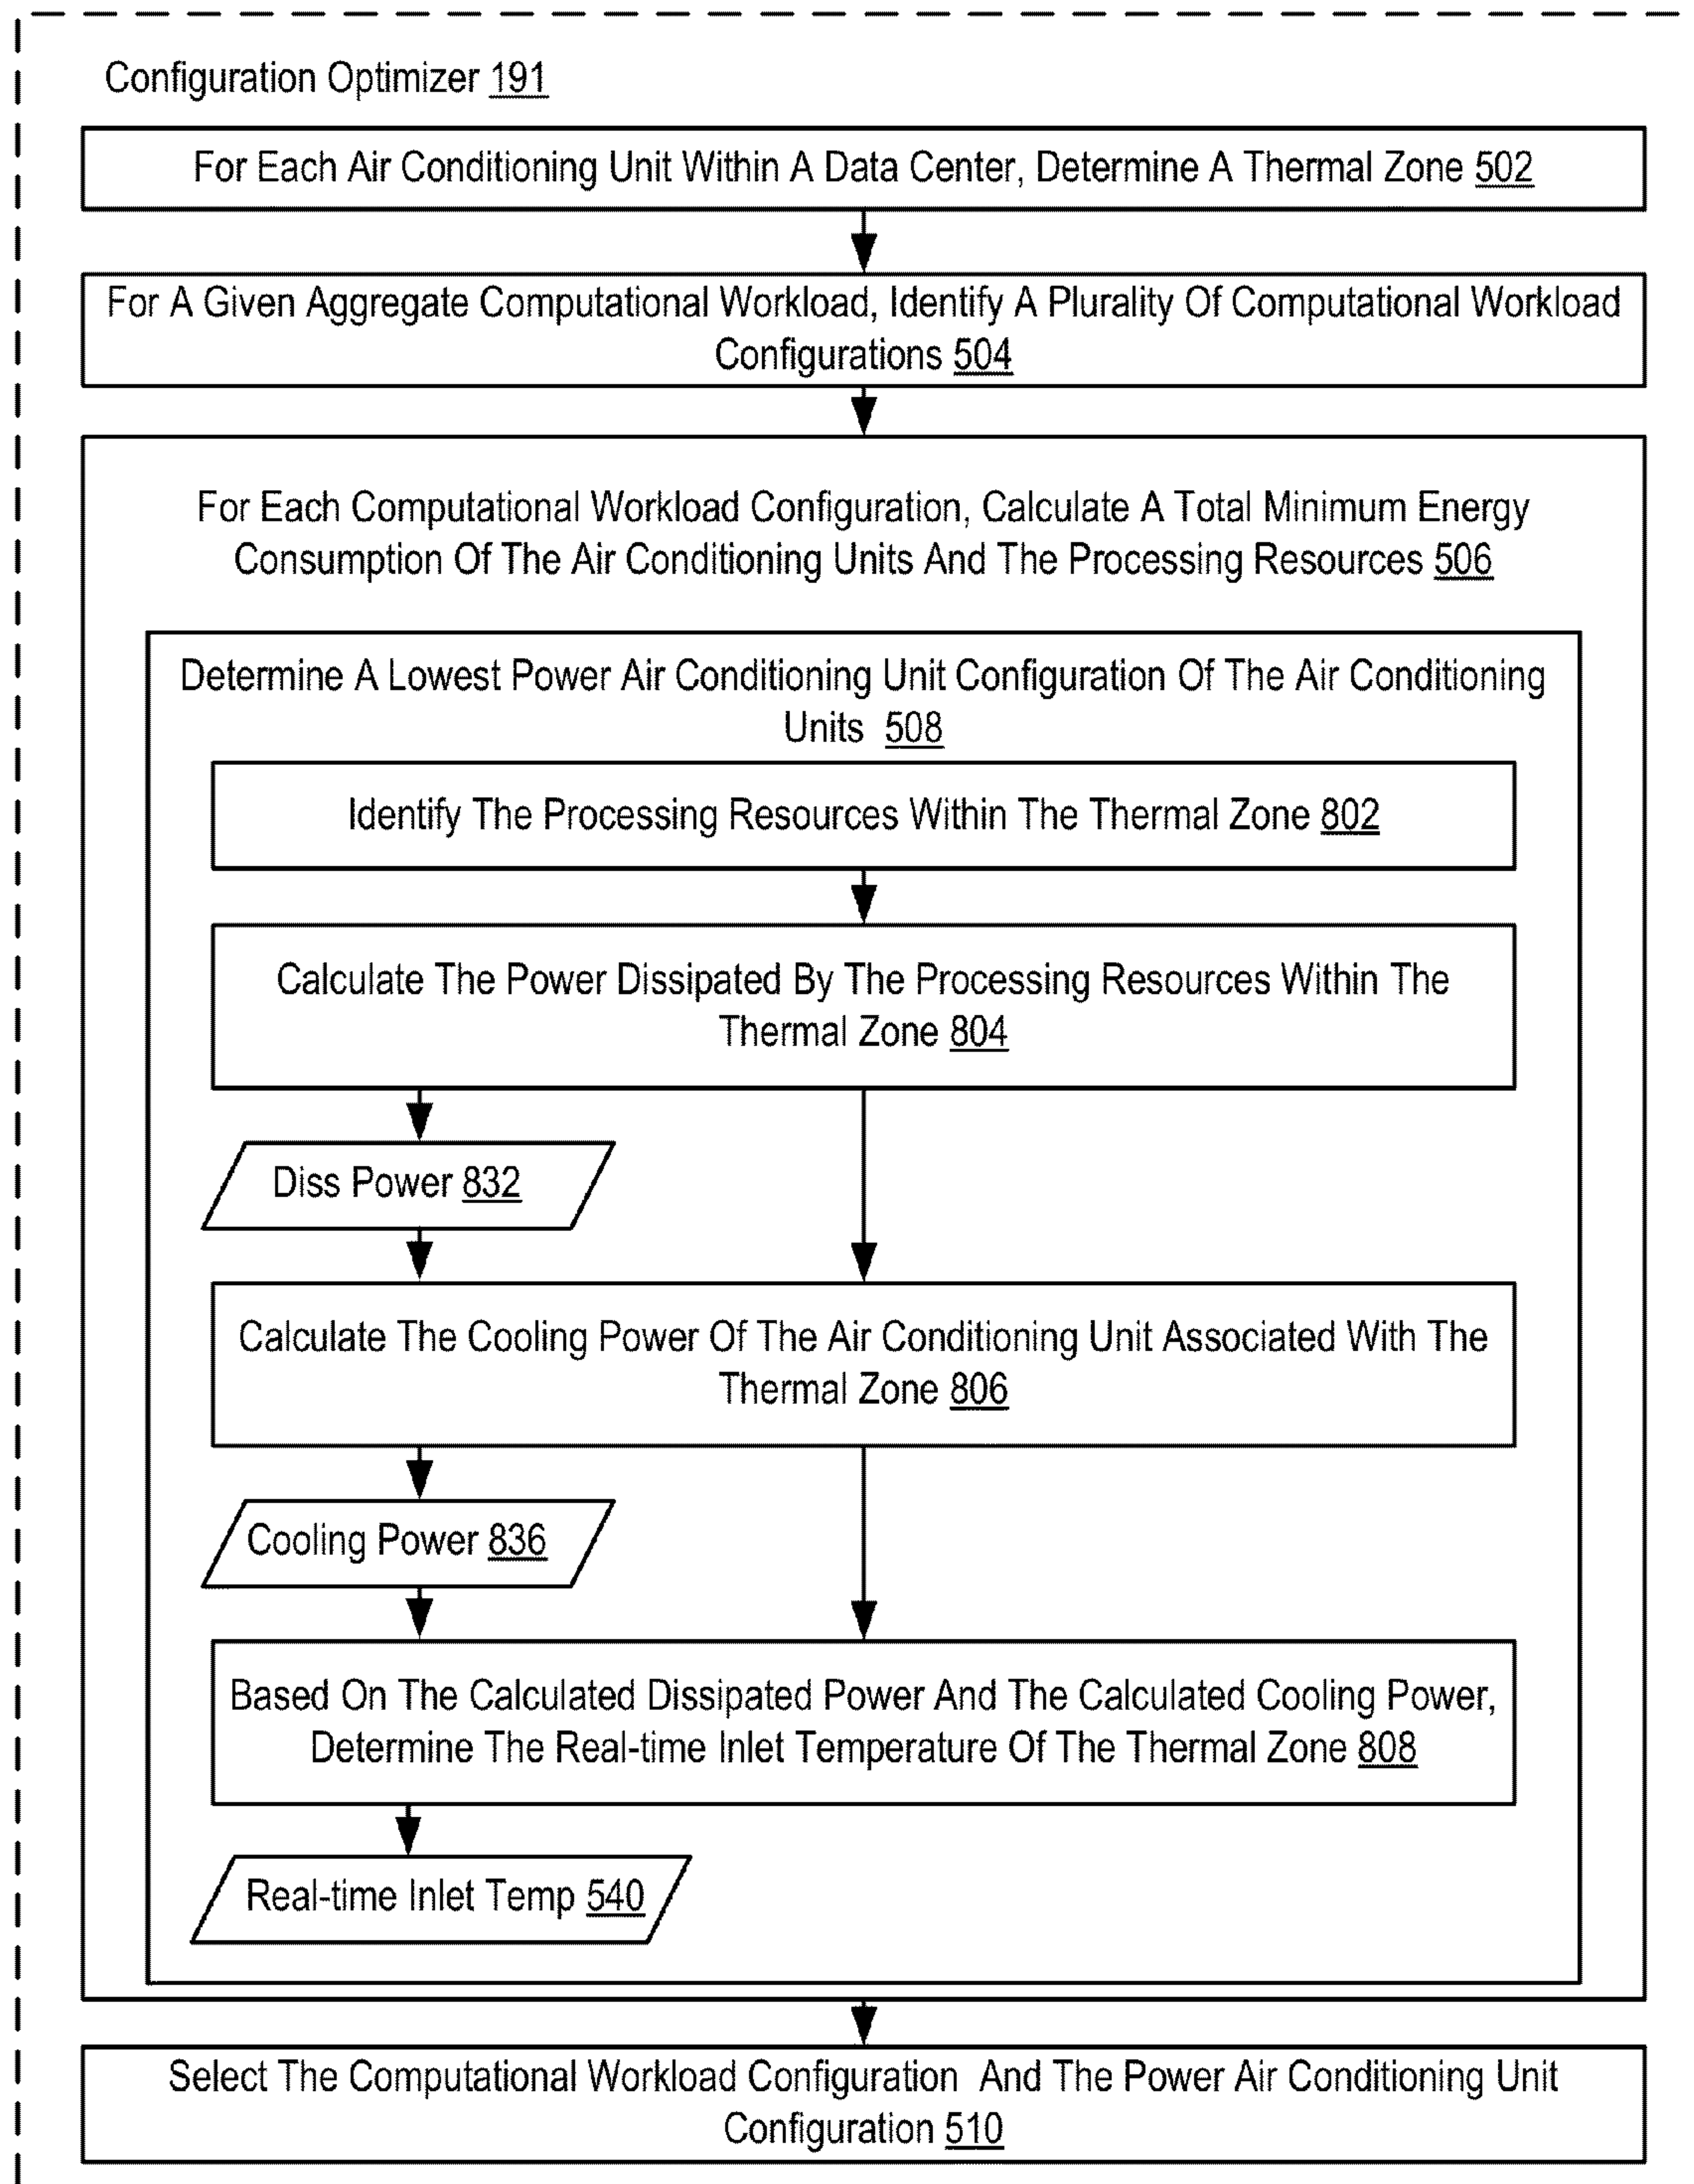 Configuration Optimizer 191
For Each Air Conditioning Unit Within A Data Center, Determine A Thermal Zone 502
For A Given Aggregate Computational Workload, Identify A Plurality Of Computational Workload
Configurations 504
For Each Computational Workload Configuration, Calculate A Total Minimum Energy
Consumption Of The Air Conditioning Units And The Processing Resources 506
Determine A Lowest Power Air Conditioning Unit Configuration Of The Air Conditioning
Units 508
Identify The Processing Resources Within The Thermal Zone 802
Calculate The Power Dissipated By The Processing Resources Within The
Thermal Zone 804
Diss Power 832
Calculate The Cooling Power Of The Air Conditioning Unit Associated With The
Thermal Zone 806
Cooling Power 836
Based On The Calculated Dissipated Power And The Calculated Cooling Power,
Determine The Real-time Inlet Temperature Of The Thermal Zone 808
Real-time Inlet Temp 540
Select The Computational Workload Configuration And The Power Air Conditioning Unit
Configuration 510